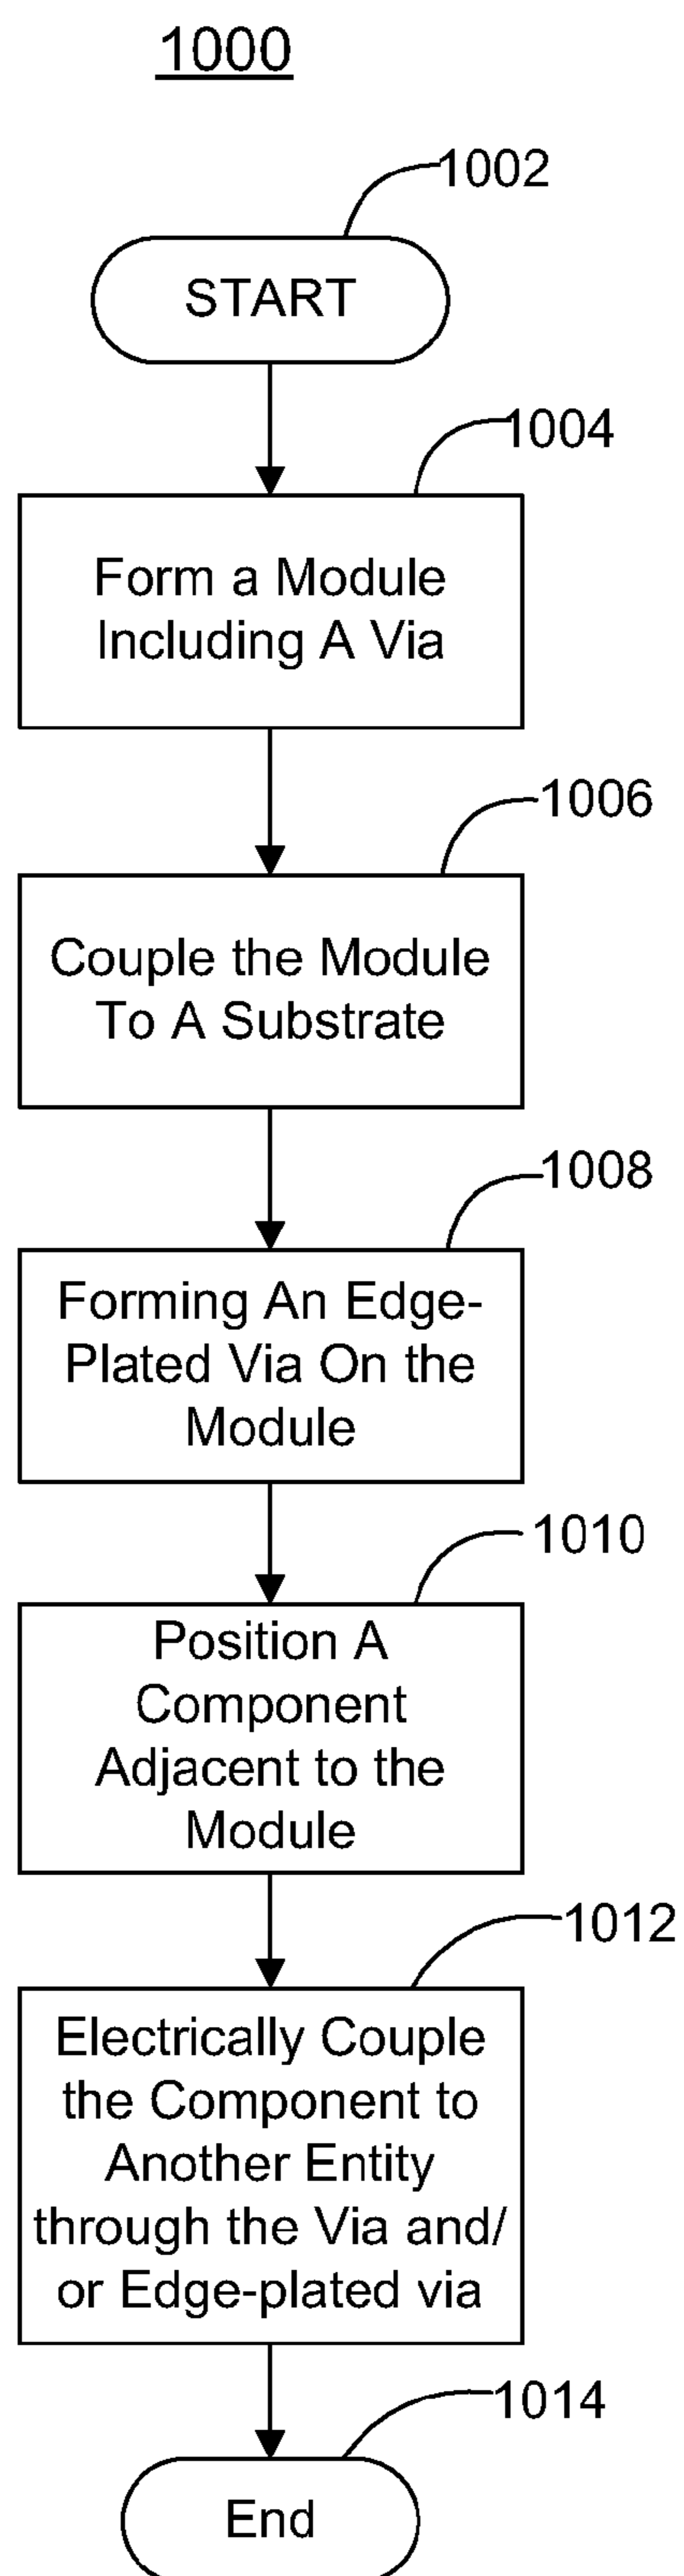 1000
1002
START
1004
Form a Module
Including A Via
1006
Couple the Module
To A Substrate
1008
Forming An Edge-
Plated Via On the
Module
1010
Position A
Component
Adjacent to the
Module
1012
Electrically Couple
the Component to
Another Entity
through the Via and/
or Edge-plated via
1014
End